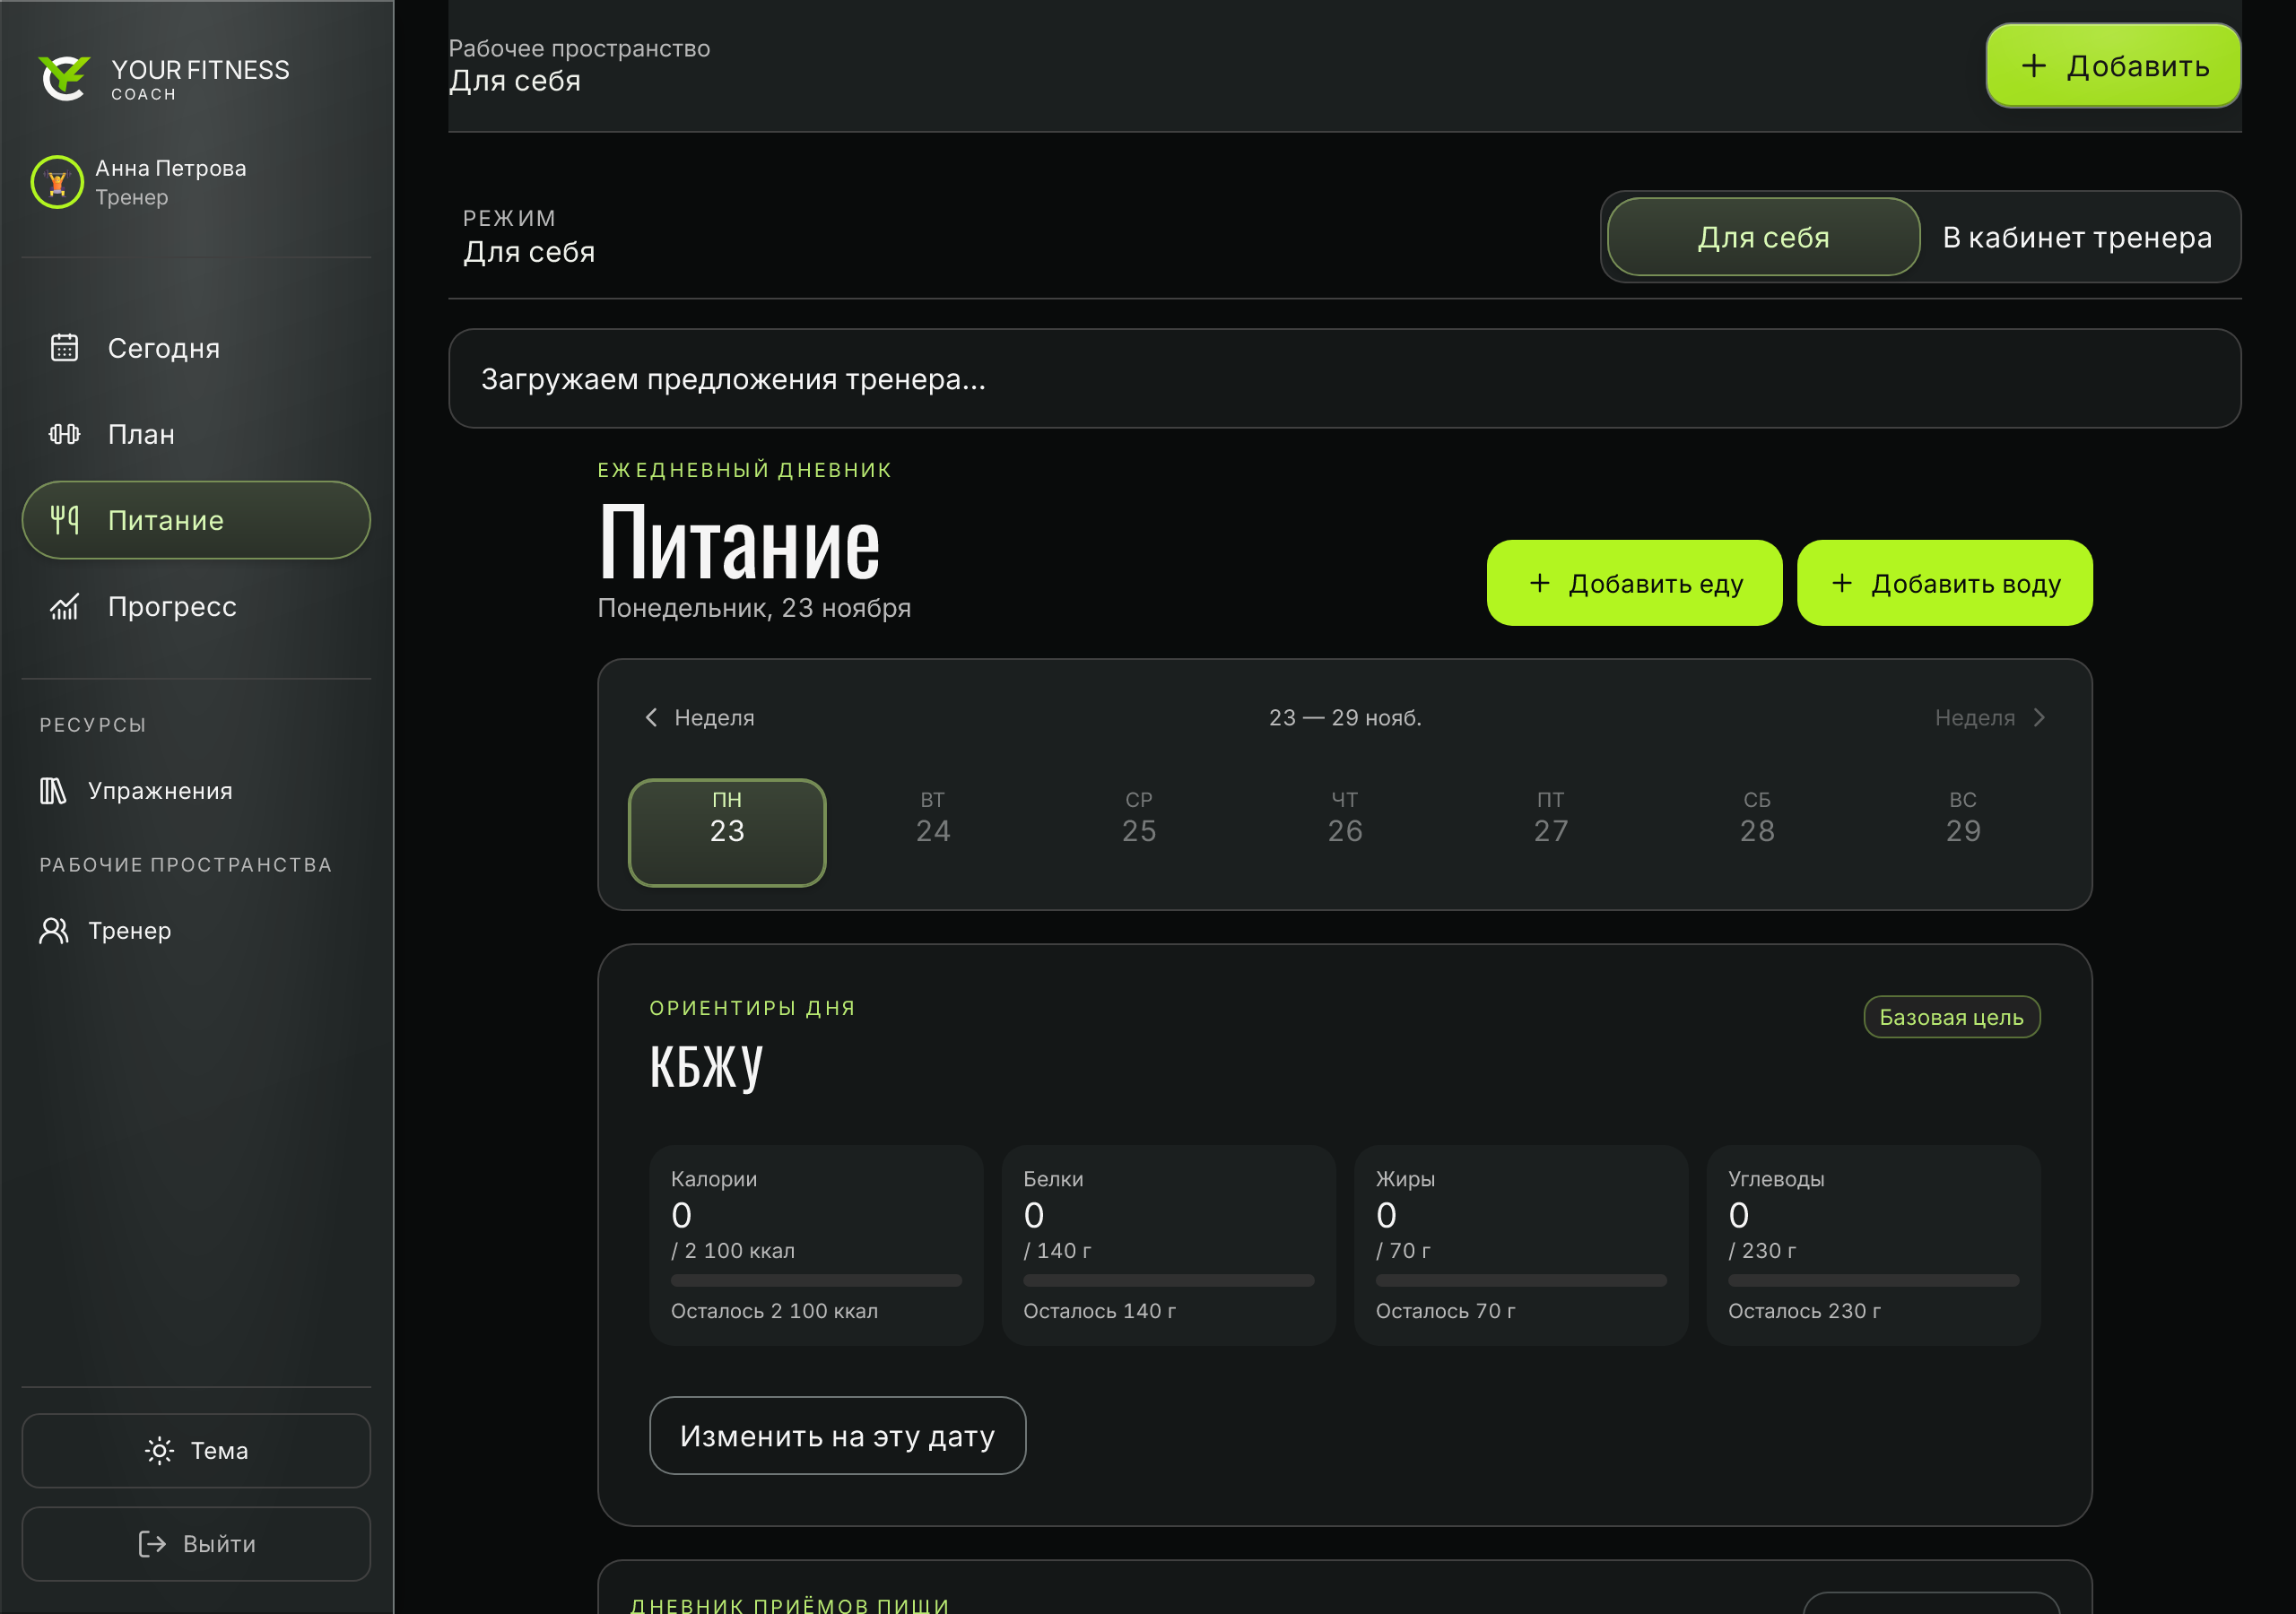 YOUR FITNESS
COACH
Анна Петрова
Тренер
Сегодня
План
Питание
Прогресс
РЕСУРСЫ
Упражнения
РАБОЧИЕ ПРОСТРАНСТВА
Тренер
Тема
Выйти
Рабочее пространство
Для себя
+ Добавить
РЕЖИМ
Для себя
Для себя
В кабинет тренера
Загружаем предложения тренера...
ЕЖЕДНЕВНЫЙ ДНЕВНИК
Питание
Понедельник, 23 ноября
+ Добавить еду
+ Добавить воду
Неделя
23 — 29 нояб.
Неделя
ПН ВТ СР ЧТ ПТ СБ ВС
23 24 25 26 27 28 29
ОРИЕНТИРЫ ДНЯ
Базовая цель
КБЖУ
Калории
0
/ 2 100 ккал
Осталось 2 100 ккал
Белки
0
/ 140 г
Осталось 140 г
Жиры
0
/ 70 г
Осталось 70 г
Углеводы
0
/ 230 г
Осталось 230 г
Изменить на эту дату
ДНЕВНИК ПРИЁМОВ ПИЩИ